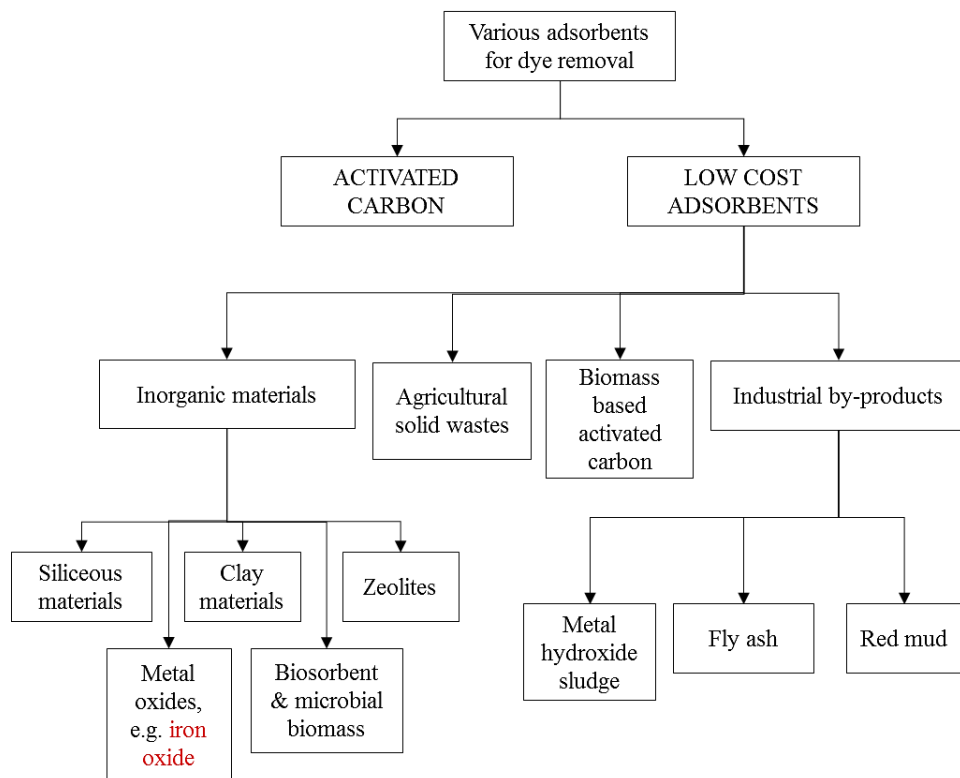 Various adsorbents
for dye removal
ACTIVATED
CARBON
LOW COST
ADSORBENTS
Inorganic materials
Agricultural
solid wastes
Biomass
based
activated
carbon
Industrial by-products
Siliceous
materials
Clay
materials
Zeolites
Metal
oxides,
e.g. iron
oxide
Biosorbent
& microbial
biomass
Metal
hydroxide
sludge
Fly ash
Red mud